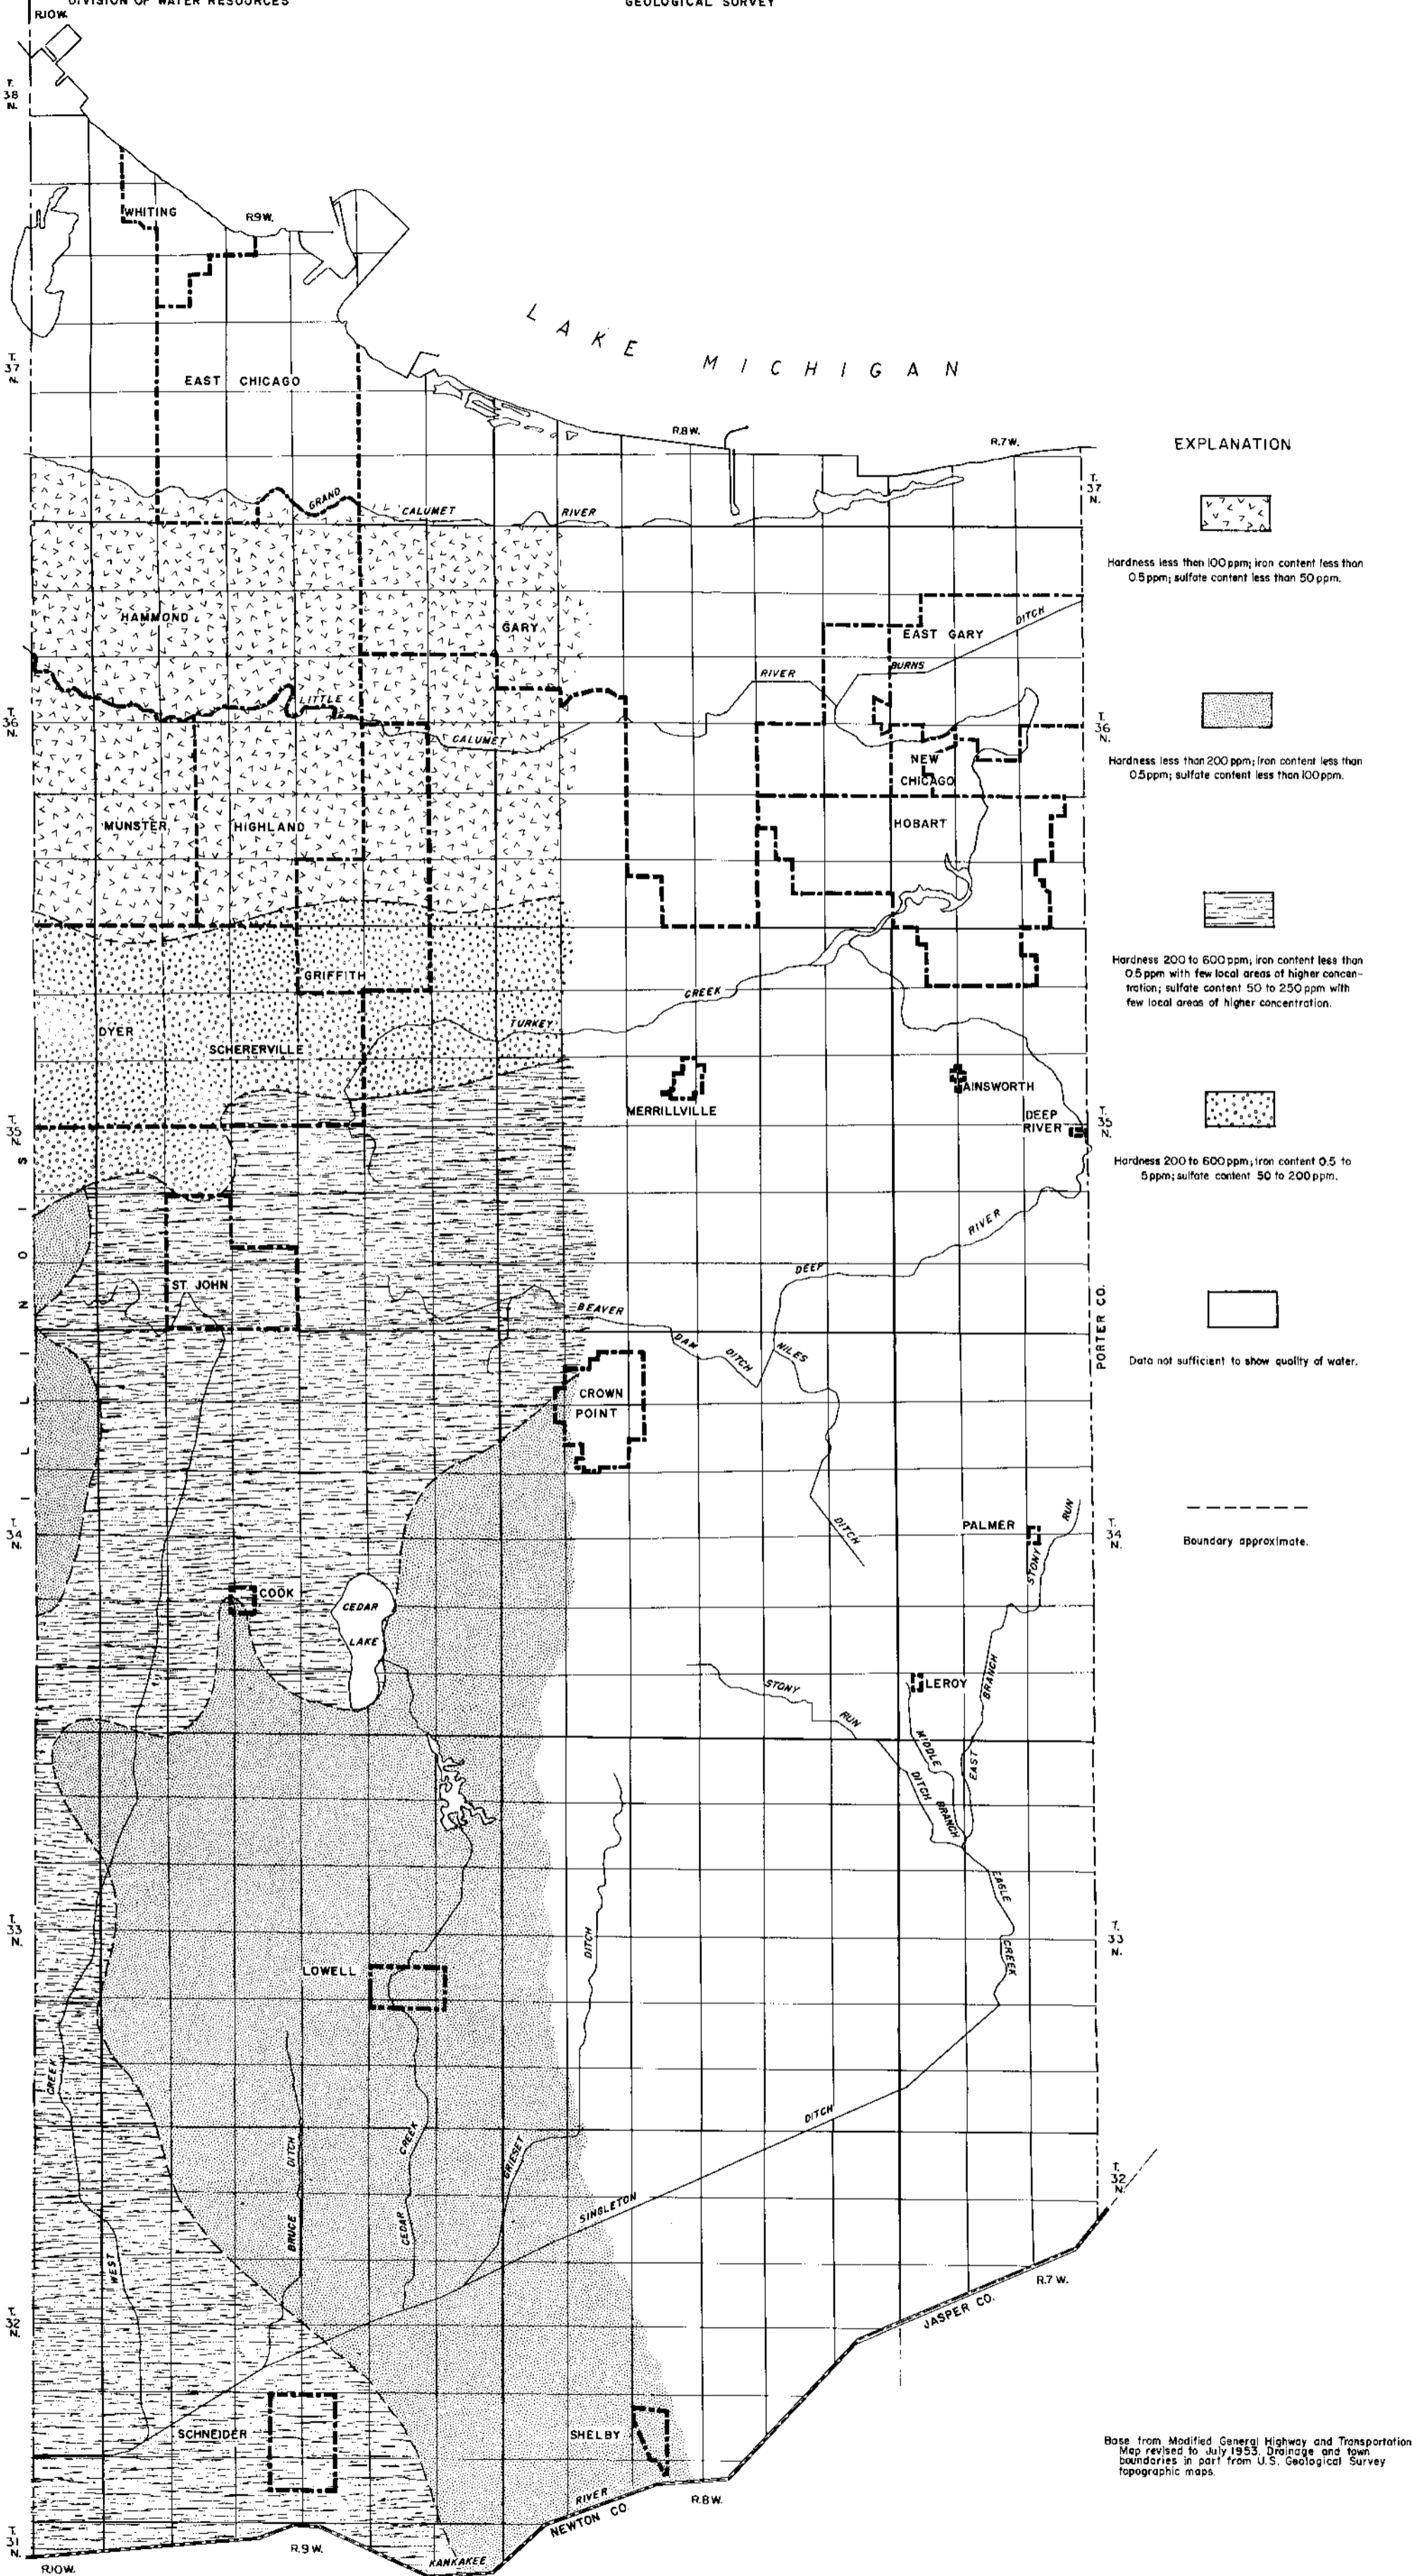 DIVISION OF WATER RESOURCES
GEOLOGICAL SURVEY
R.10W.
T.
38
N.
WHITING
R.9W.
LAKE MICHIGAN
T.
37
N.
EAST CHICAGO
R.8W.
R.7W.
T.
37
N.
GRAND
CALUMET
RIVER
HAMMOND
GARY
EAST GARY
DITCH
BURNS
RIVER
LITTLE
CALUMET
T.
36
N.
T.
36
N.
NEW
CHICAGO
MUNSTER
HIGHLAND
HOBART
GRIFFITH
CREEK
TURKEY
DYER
SCHERERVILLE
MERRILLVILLE
AINSWORTH
DEEP
RIVER
T.
35
N.
T.
35
N.
RIVER
DEEP
ILLINOIS
PORTER CO.
ST. JOHN
BEAVER
DAM
DITCH
NILES
CROWN
POINT
DITCH
T.
34
N.
PALMER
RUN
STONY
T.
34
N.
COOK
CEDAR
LAKE
STONY
RUN
LEROY
BRANCH
MIDDLE
EAST
DITCH
BRANCH
EAGLE
CREEK
T.
33
N.
T.
33
N.
DITCH
LOWELL
CREEK
DITCH
CREEK
GRIESET
DITCH
T.
32
N.
SINGLETON
BRUCE
CEDAR
WEST
R.7W.
JASPER CO.
T.
32
N.
SCHNEIDER
SHELBY
R.8W.
RIVER
NEWTON CO.
T.
31
N.
R.9W.
KANKAKEE
R.10W.
EXPLANATION
Hardness less than 100 ppm; iron content less than
0.5 ppm; sulfate content less than 50 ppm.
Hardness less than 200 ppm; iron content less than
0.5 ppm; sulfate content less than 100 ppm.
Hardness 200 to 600 ppm; iron content less than
0.5 ppm with few local areas of higher concen-
tration; sulfate content 50 to 250 ppm with
few local areas of higher concentration.
Hardness 200 to 600 ppm; iron content 0.5 to
5 ppm; sulfate content 50 to 200 ppm.
Data not sufficient to show quality of water.
Boundary approximate.
Base from Modified General Highway and Transportation
Map revised to July 1953. Drainage and town
boundaries in part from U.S. Geological Survey
topographic maps.